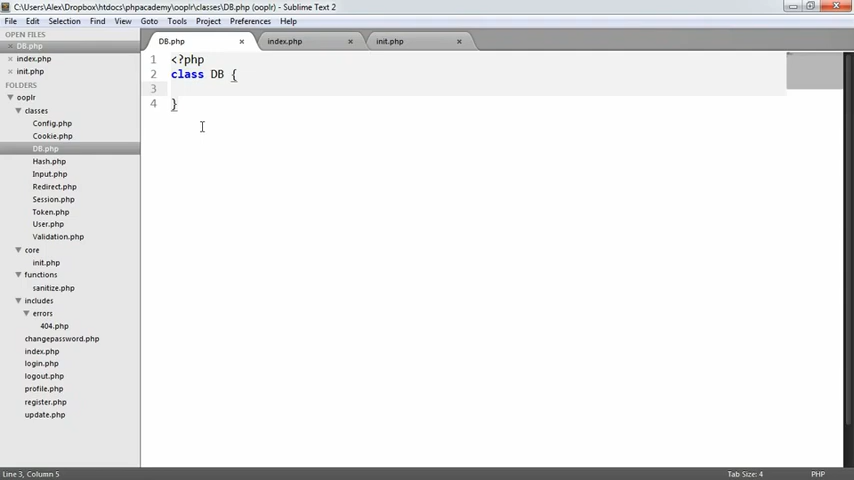 C:\Users\Alex\Dropbox\htdocs\phpacademy\ooplr\classes\DB.php (ooplr) - Sublime Text 2
File Edit Selection Find View Goto Tools Project Preferences Help
OPEN FILES
DB.php
index.php
init.php
FOLDERS
ooplr
classes
Config.php
Cookie.php
DB.php
Hash.php
Input.php
Redirect.php
Session.php
Token.php
User.php
Validation.php
core
init.php
functions
sanitize.php
includes
errors
404.php
changepassword.php
index.php
login.php
logout.php
profile.php
register.php
update.php
DB.php index.php init.php
1 <?php
2 class DB {
3
4 }
Line 3, Column 5 Tab Size: 4 PHP